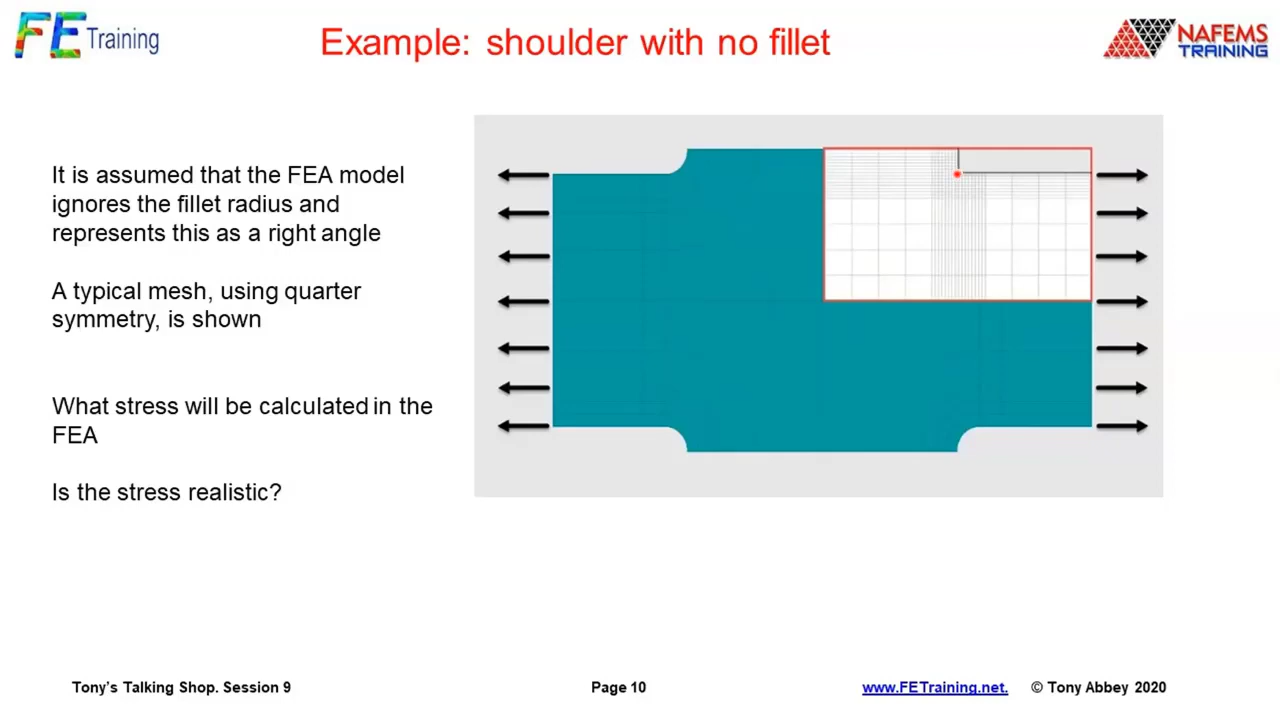 FE Training
Example: shoulder with no fillet
NAFEMS
TRAINING
It is assumed that the FEA model
ignores the fillet radius and
represents this as a right angle
A typical mesh, using quarter
symmetry, is shown
What stress will be calculated in the
FEA
Is the stress realistic?
Tony's Talking Shop. Session 9
Page 10
www.FETraining.net.
© Tony Abbey 2020